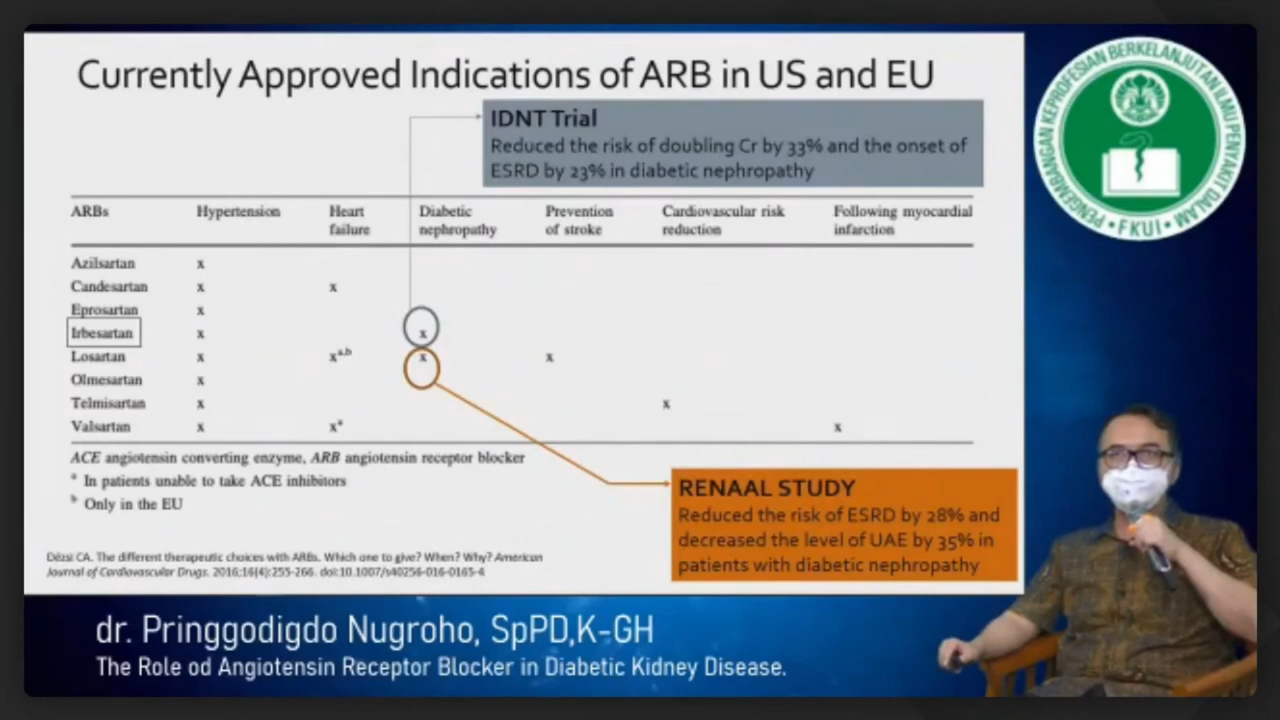 Currently Approved Indications of ARB in US and EU
IDNT Trial
Reduced the risk of doubling Cr by 33% and the onset of
ESRD by 23% in diabetic nephropathy
ARBs Hypertension Heart failure Diabetic nephropathy Prevention of stroke Cardiovascular risk reduction Following myocardial infarction
Azilsartan x
Candesartan x x
Eprosartan x
Irbesartan x x
Losartan x xᵃ,ᵇ x x
Olmesartan x
Telmisartan x x
Valsartan x xᵃ x
ACE angiotensin converting enzyme, ARB angiotensin receptor blocker
ᵃ In patients unable to take ACE inhibitors
ᵇ Only in the EU
RENAAL STUDY
Reduced the risk of ESRD by 28% and
decreased the level of UAE by 35% in
patients with diabetic nephropathy
Dézsi CA. The different therapeutic choices with ARBs. Which one to give? When? Why? American
Journal of Cardiovascular Drugs. 2016;16(4):255-266. doi:10.1007/s40256-016-0165-4
PENGEMBANGAN KEPROFESIAN BERKELANJUTAN ILMU PENYAKIT DALAM
• FKUI •
dr. Pringgodigdo Nugroho, SpPD,K-GH
The Role od Angiotensin Receptor Blocker in Diabetic Kidney Disease.